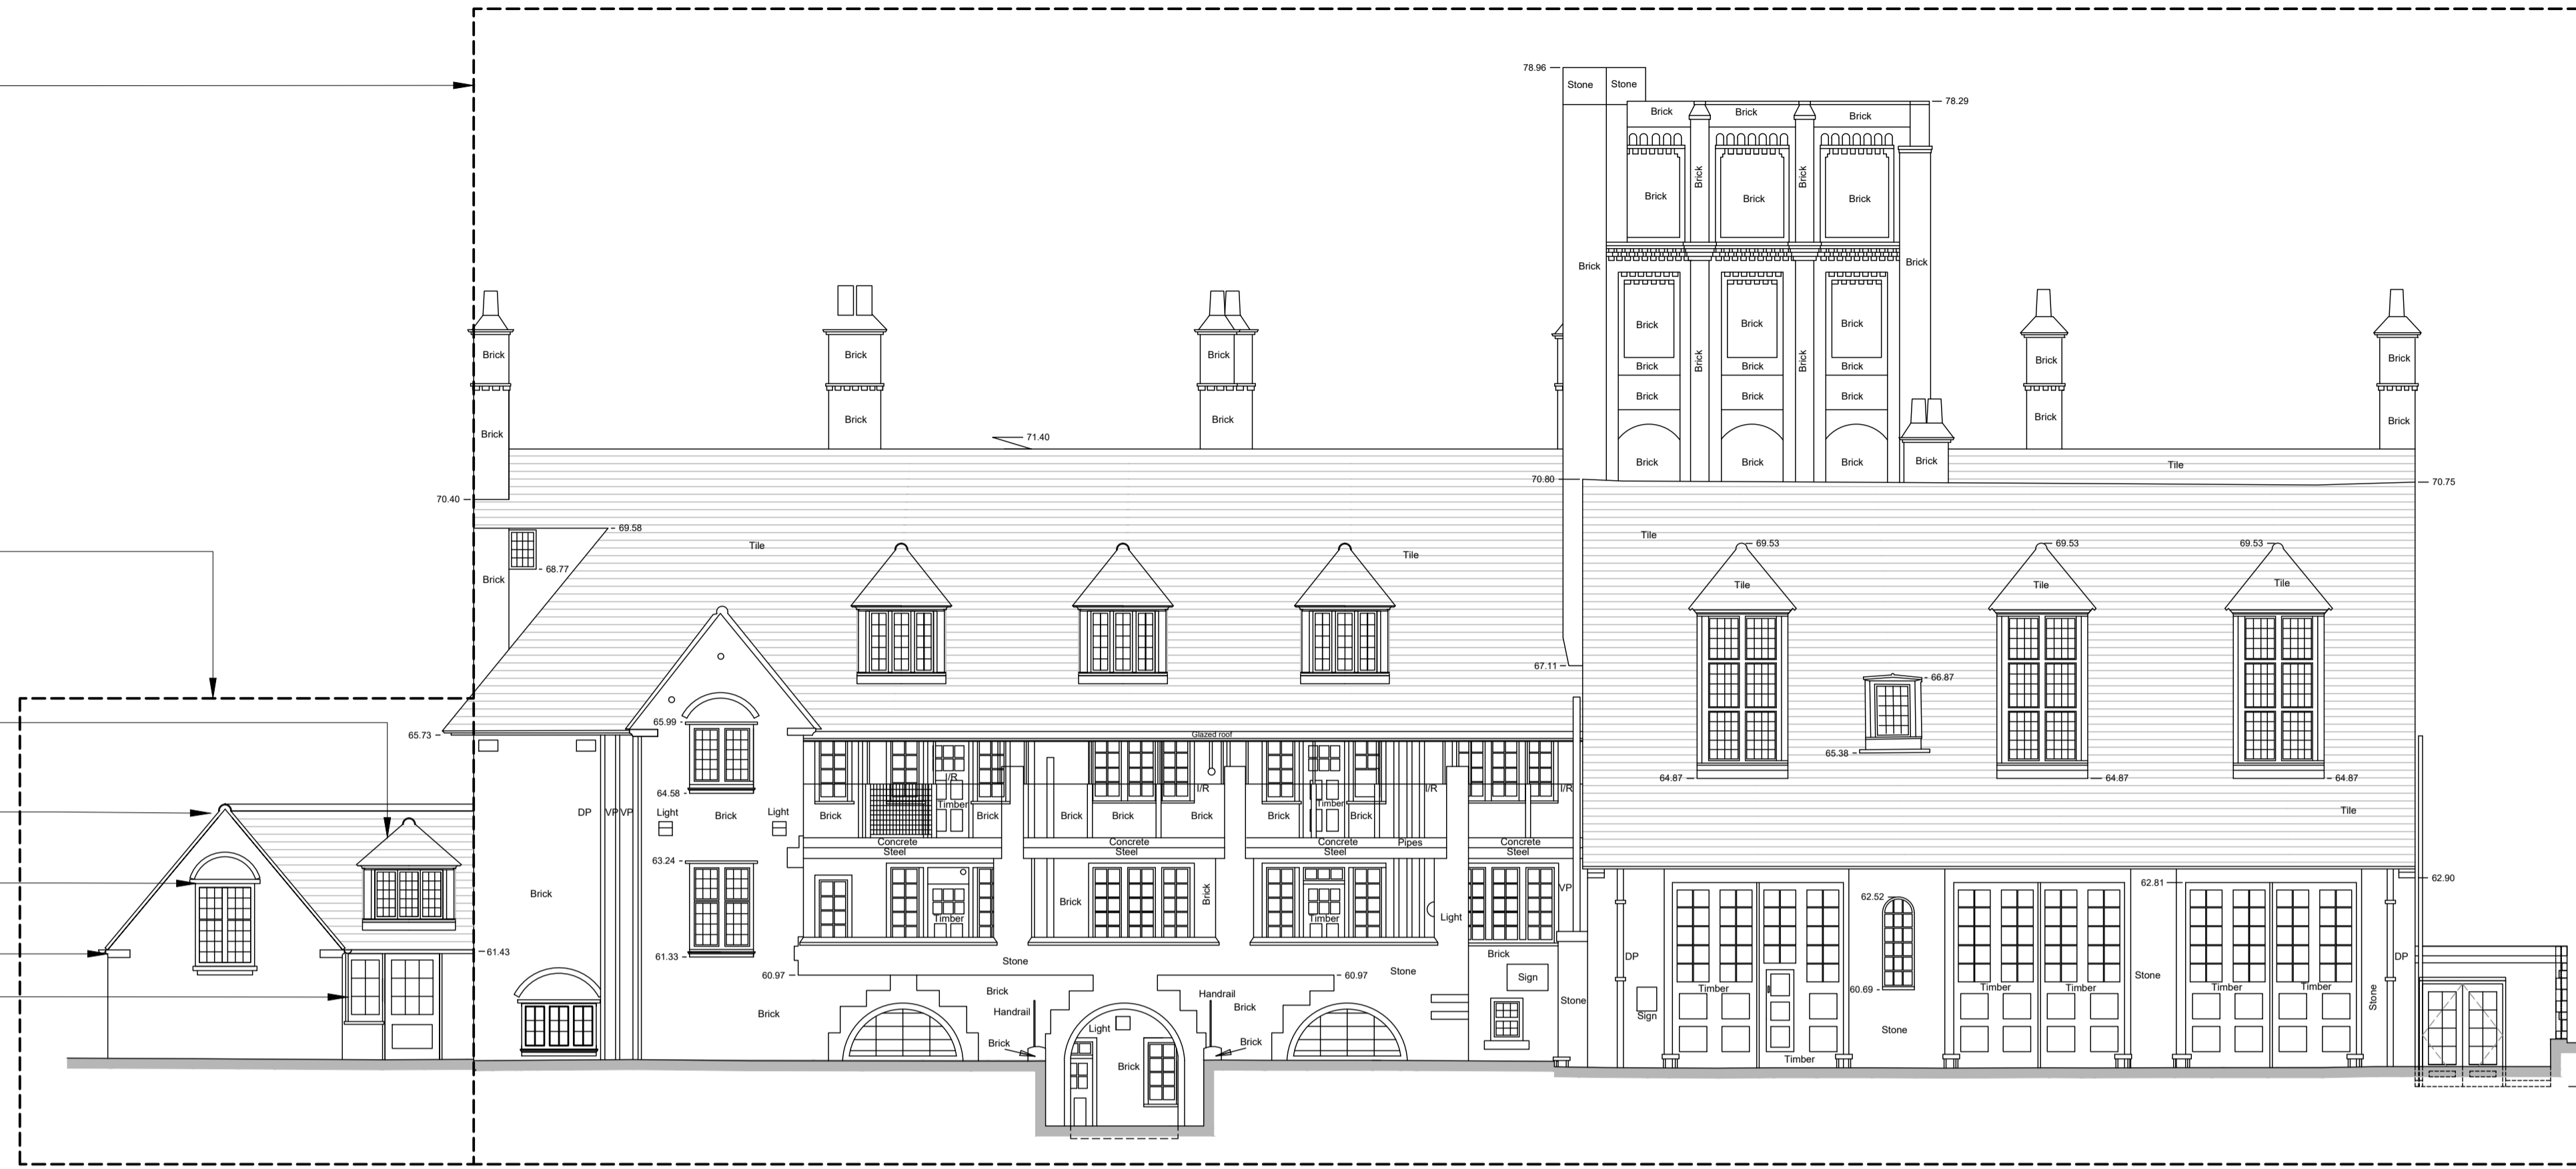 78.96
Stone Stone
78.29
Brick Brick Brick
Brick Brick
Brick Brick Brick
Brick Brick
Brick Brick Brick
Brick Brick
Brick Brick Brick Brick Brick
Brick Brick Brick
Brick Brick Brick
Brick Brick Brick Brick Brick
Brick 71.40
Brick Brick Brick Brick Tile
70.80 70.75
70.40
69.58
Tile Tile Tile
69.53 69.53 69.53
68.77
Brick Tile Tile Tile
67.11
66.87
65.99
65.73 Glazed roof
65.38
I/R 64.87 64.87 64.87
64.58 I/R I/R I/R
Timber Timber
DP VP VP Light Brick Light Brick Brick Brick Brick Brick Brick Brick Tile
Concrete Concrete Concrete Pipes Concrete
Steel Steel Steel Steel
63.24
62.90
62.81
Brick Brick Brick VP 62.52
Timber Timber Light
61.43 61.33 Stone Brick DP DP
60.97 60.97 Stone Sign Stone
Brick Handrail 60.69 Timber Timber Timber Timber Timber
Handrail Brick Stone Stone
Brick Sign
Light Stone
Brick Brick
Timber
Brick